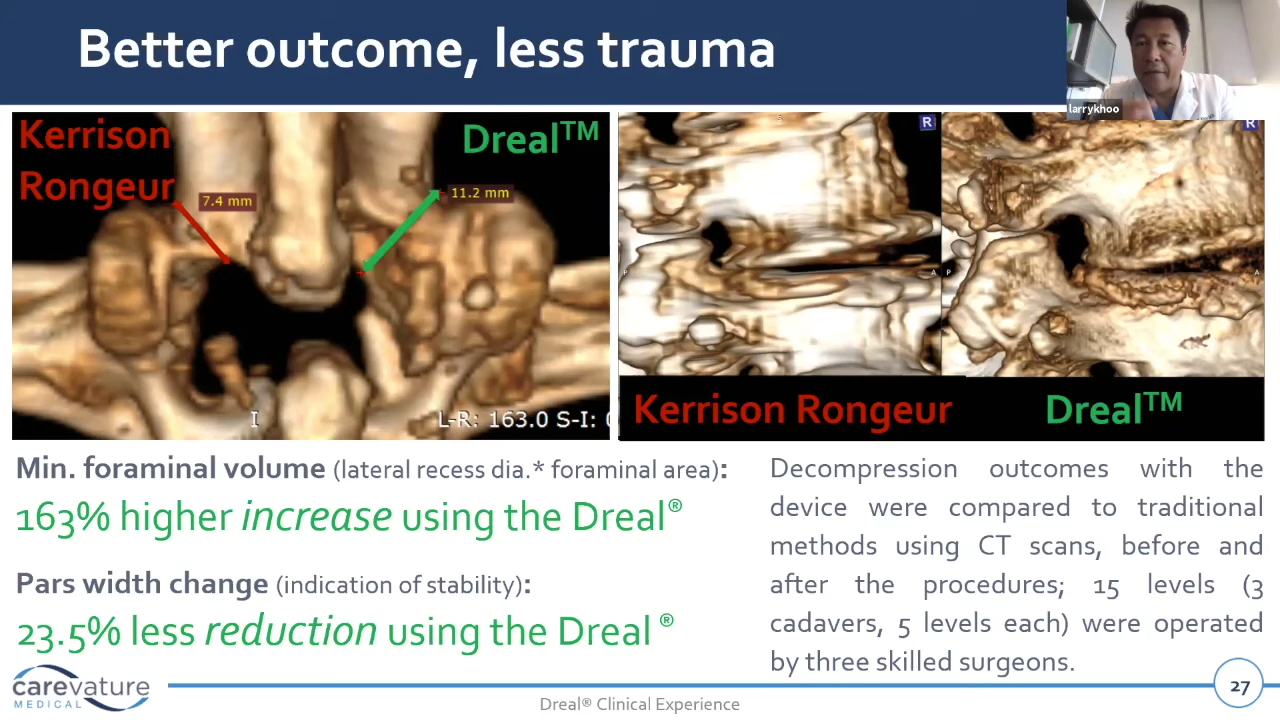 Better outcome, less trauma
larrykhoo
Kerrison
Rongeur
7.4 mm
Dreal™
11.2 mm
I
L-R: 163.0 S-I:
R
R
P
A
P
A
Kerrison Rongeur
Dreal™
Min. foraminal volume (lateral recess dia.* foraminal area):
163% higher increase using the Dreal®
Pars width change (indication of stability):
23.5% less reduction using the Dreal ®
Decompression outcomes with the
device were compared to traditional
methods using CT scans, before and
after the procedures; 15 levels (3
cadavers, 5 levels each) were operated
by three skilled surgeons.
carevature
MEDICAL
Dreal® Clinical Experience
27